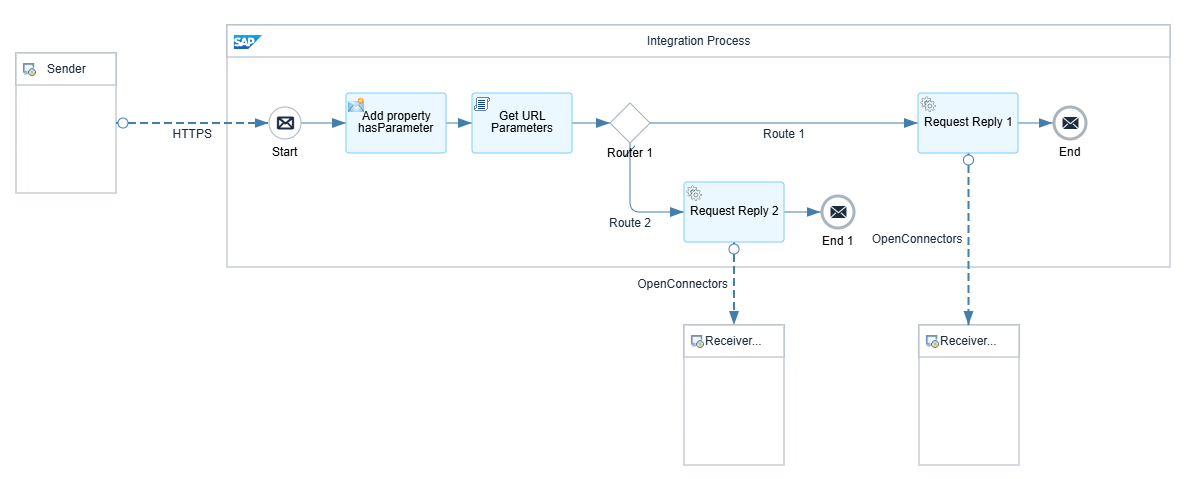 SAP
Integration Process
Sender
HTTPS
Start
Add property
hasParameter
Get URL
Parameters
Router 1
Route 1
Request Reply 1
End
Route 2
Request Reply 2
End 1
OpenConnectors
OpenConnectors
Receiver...
Receiver...